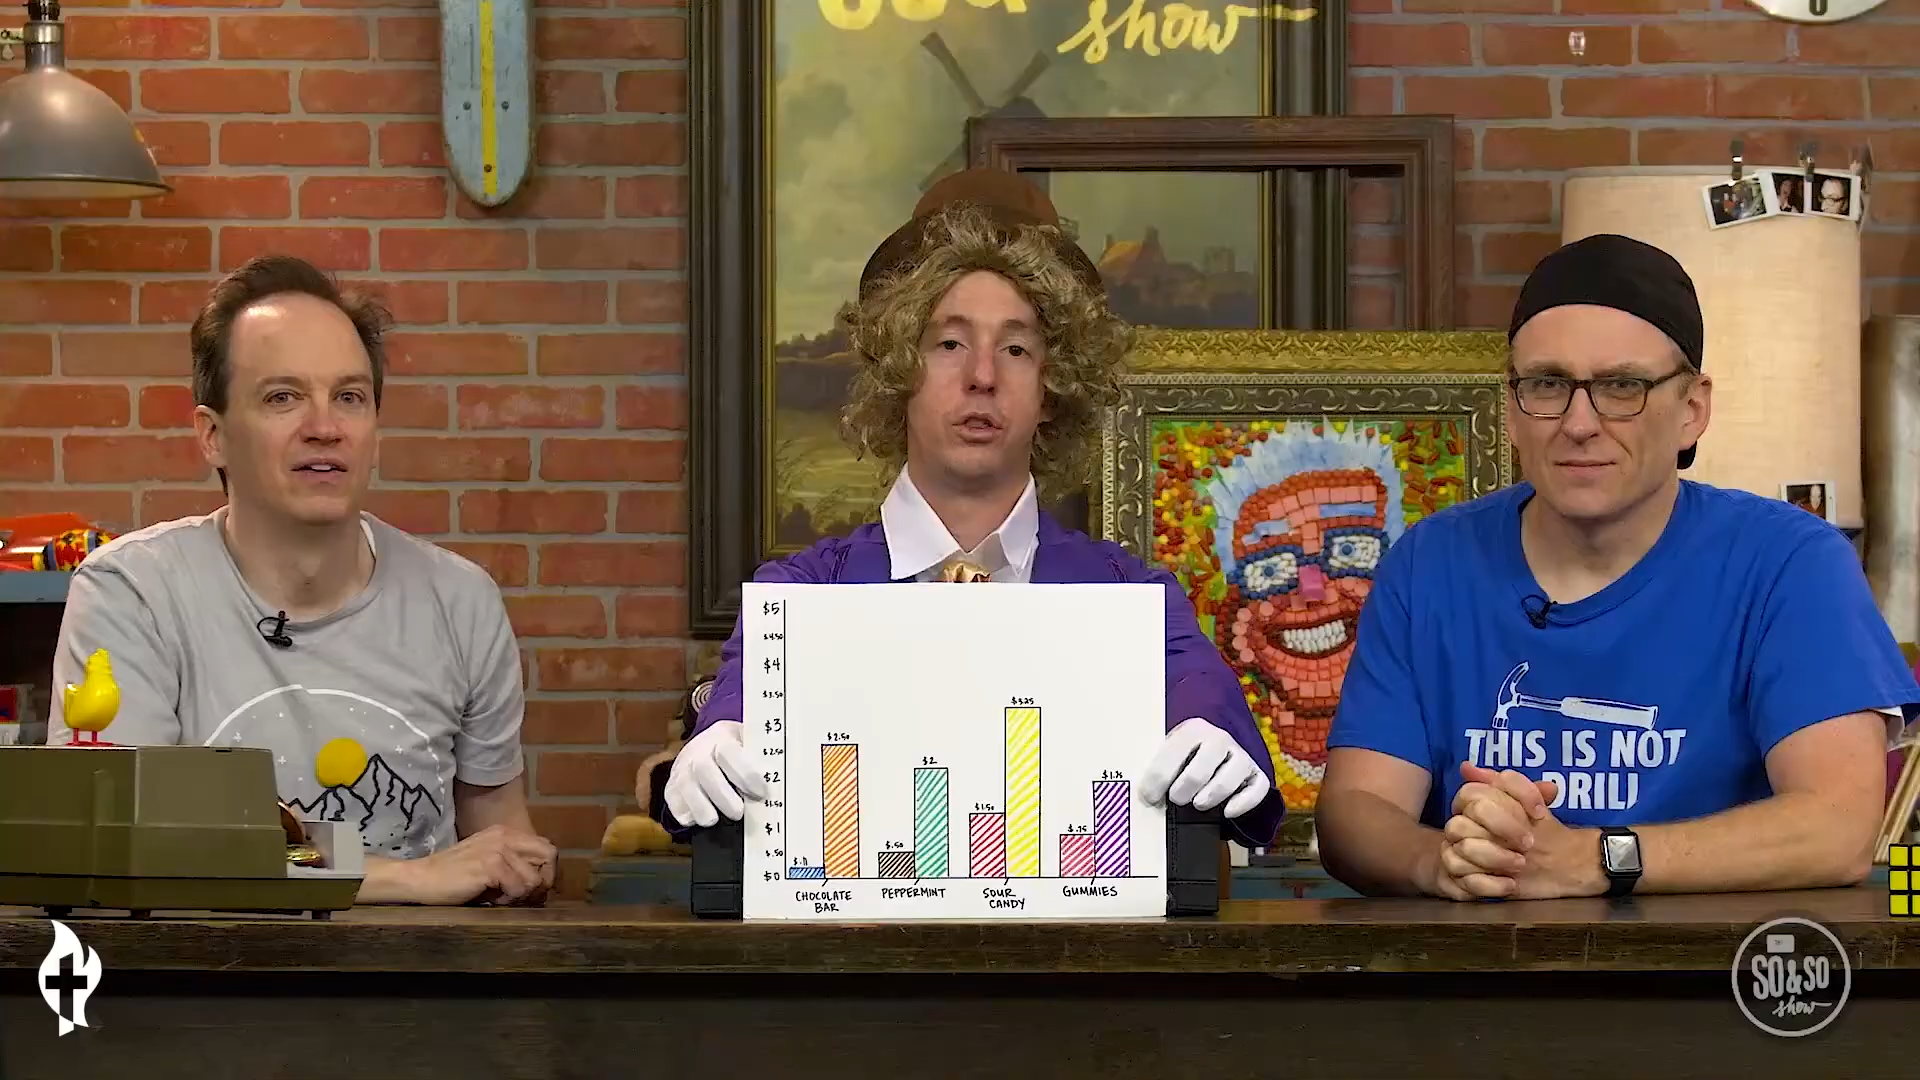 show
$5
$4.50
$4
$3.50
$3
$2.50
$2
$1.50
$1
$.50
$0
$.11
$2.50
$.50
$2
$1.50
$3.25
$.75
$1.75
CHOCOLATE
BAR
PEPPERMINT
SOUR
CANDY
GUMMIES
THIS IS NOT
DRILL
SO&SO
show